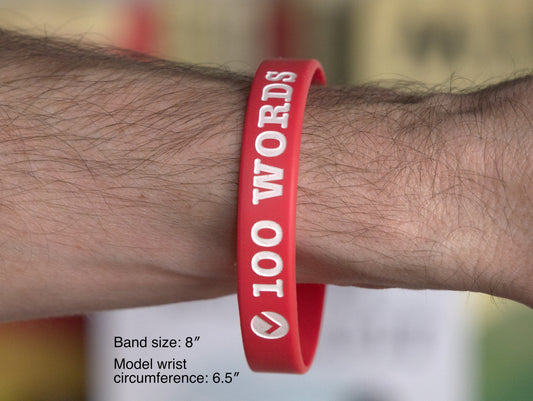 100 WORDS
Band size: 8″
Model wrist
circumference: 6.5″